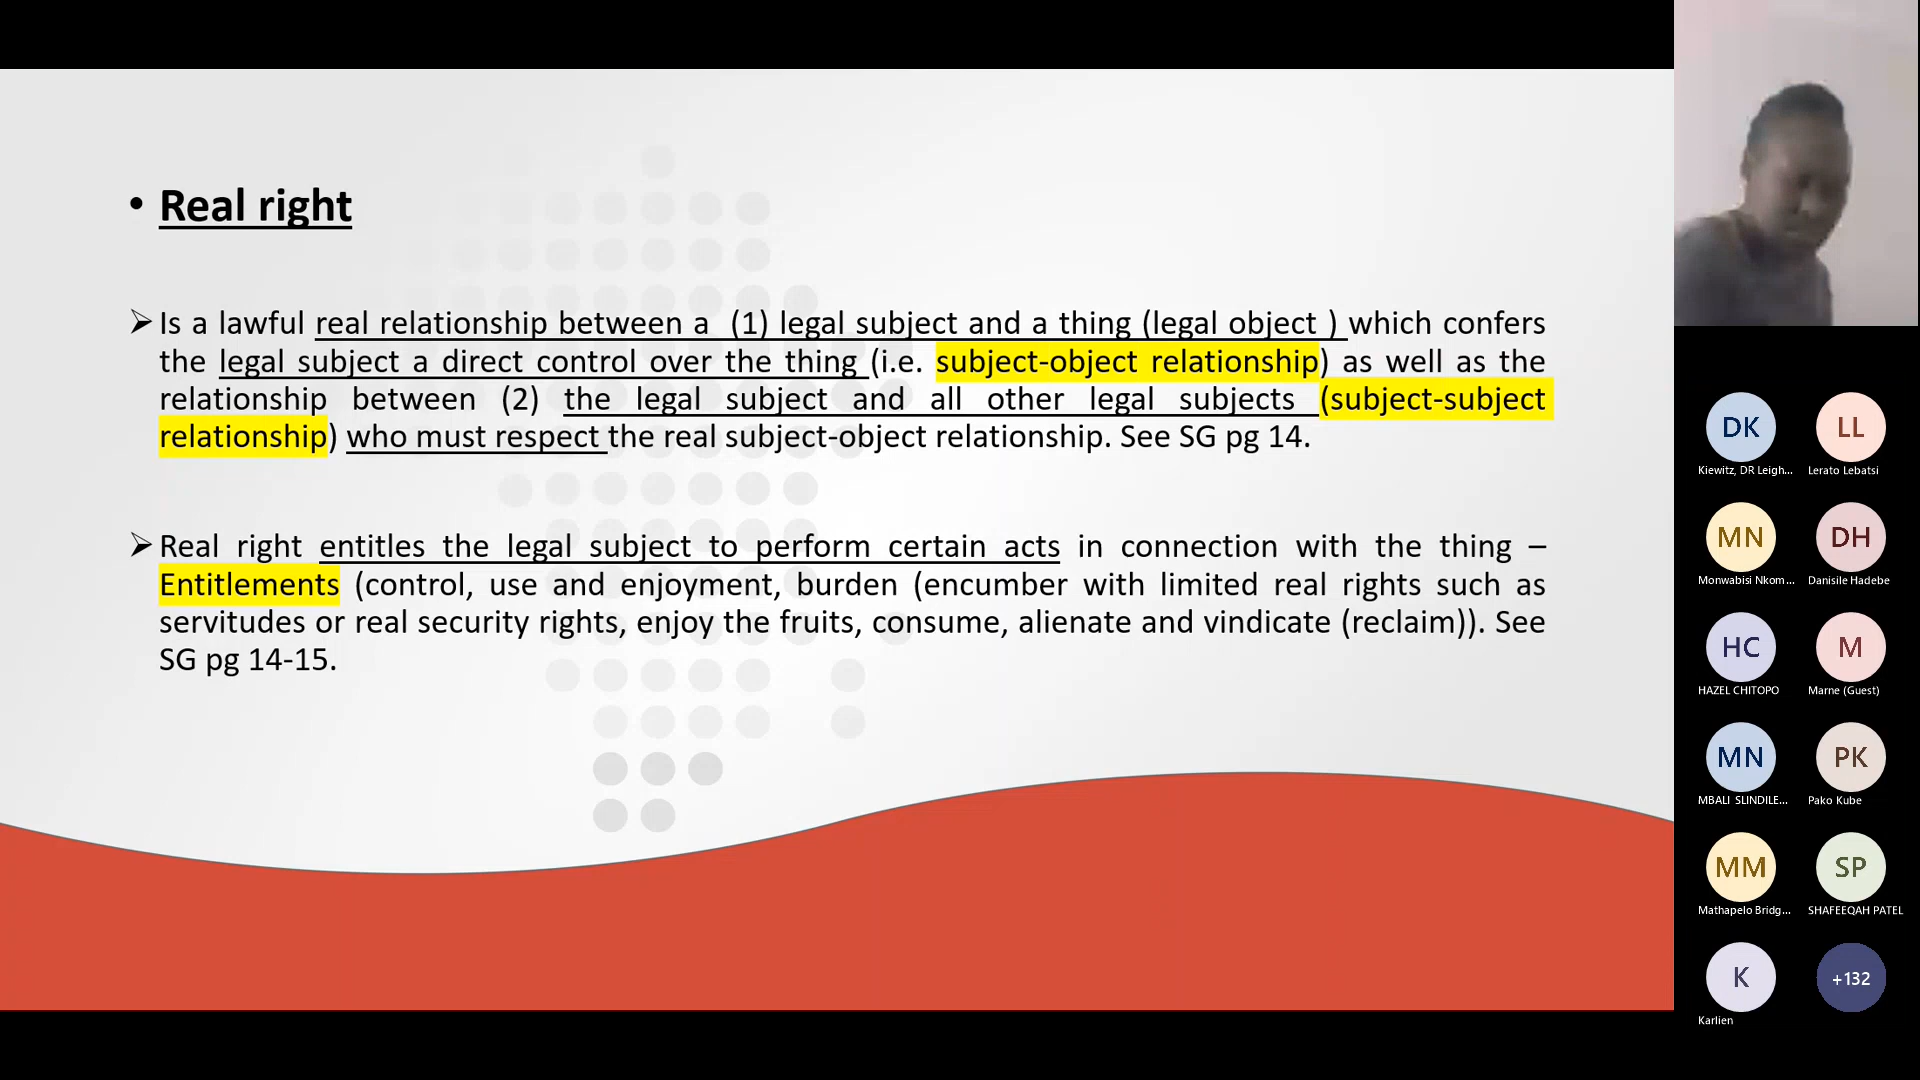 • Real right
➢ Is a lawful real relationship between a (1) legal subject and a thing (legal object ) which confers
the legal subject a direct control over the thing (i.e. subject-object relationship) as well as the
relationship between (2) the legal subject and all other legal subjects (subject-subject
relationship) who must respect the real subject-object relationship. See SG pg 14.
➢ Real right entitles the legal subject to perform certain acts in connection with the thing –
Entitlements (control, use and enjoyment, burden (encumber with limited real rights such as
servitudes or real security rights, enjoy the fruits, consume, alienate and vindicate (reclaim)). See
SG pg 14-15.
DK LL
Kiewitz, DR Leigh... Lerato Lebatsi
MN DH
Monwabisi Nkom... Danisile Hadebe
HC M
HAZEL CHITOPO Marne (Guest)
MN PK
MBALI SLINDILE... Pako Kube
MM SP
Mathapelo Bridg... SHAFEEQAH PATEL
K +132
Karlien